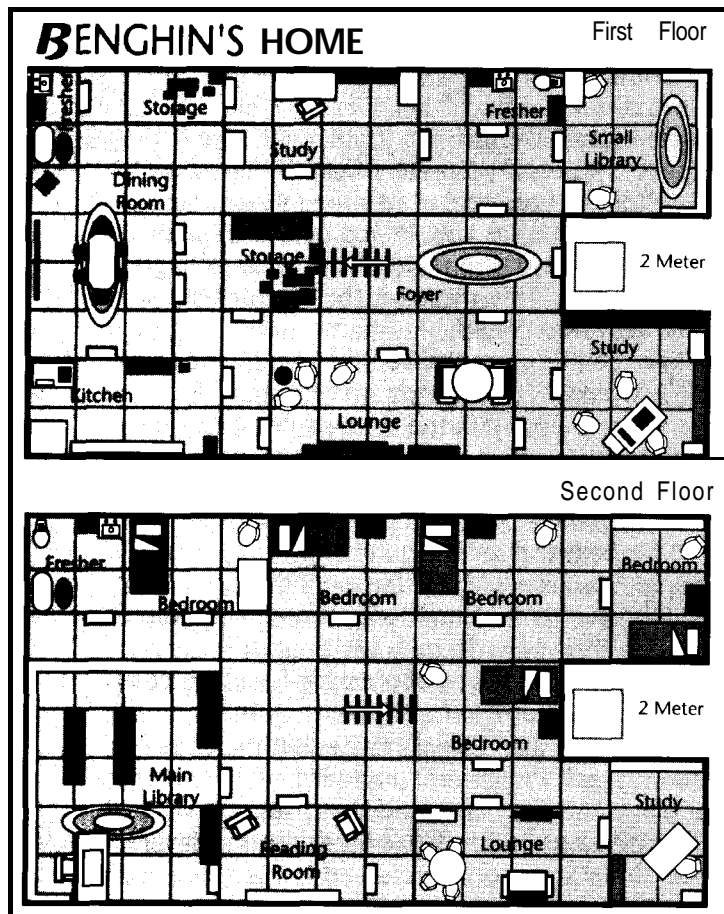 BENGHIN'S HOME
First Floor
Fresher
Storage
Fresher
Study
Small
Library
Dining
Room
Storage
2 Meter
Foyer
Study
Kitchen
Lounge
Second Floor
Fresher
Bedroom
Bedroom
Bedroom
Bedroom
2 Meter
Bedroom
Main
Library
Study
Reading
Room
Lounge